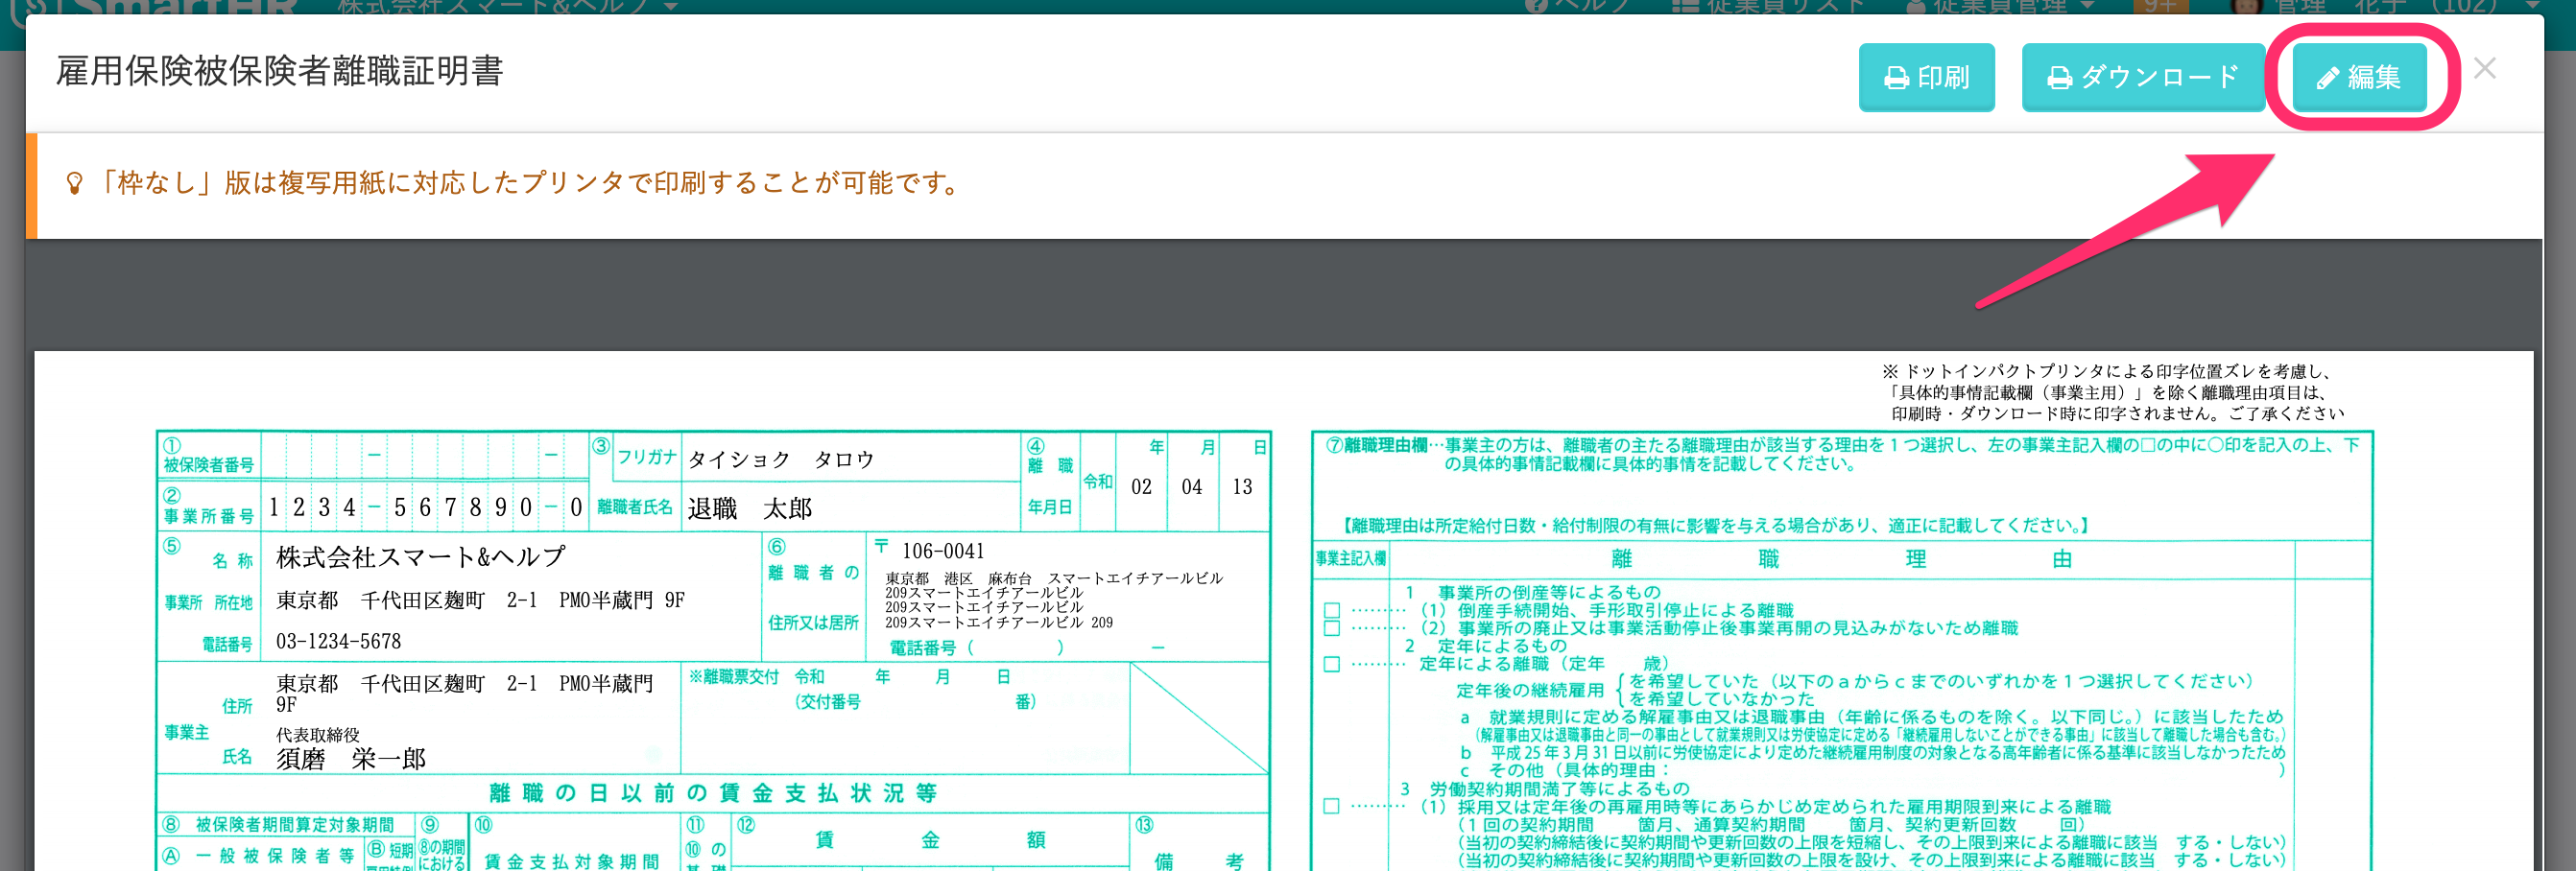 SmartHR 株式会社スマート&ヘルプ
ヘルプ 従業員リスト 従業員管理 9+ 管理 花子 (102)
雇用保険被保険者離職証明書
印刷 ダウンロード 編集
「枠なし」版は複写用紙に対応したプリンタで印刷することが可能です。
※ ドットインパクトプリンタによる印字位置ズレを考慮し、
「具体的事情記載欄（事業主用）」を除く離職理由項目は、
印刷時・ダウンロード時に印字されません。ご了承ください
① 被保険者番号 － －
③ フリガナ タイショク タロウ
④ 離職 年月日 令和 02 年 04 月 13 日
② 事業所番号 1234-567890-0
離職者氏名 退職 太郎
⑤ 名称 株式会社スマート&ヘルプ
事業所 所在地 東京都 千代田区麹町 2-1 PMO半蔵門 9F
電話番号 03-1234-5678
⑥ 離職者の 住所又は居所
〒 106-0041
東京都 港区 麻布台 スマートエイチアールビル
209スマートエイチアールビル
209スマートエイチアールビル
209スマートエイチアールビル 209
電話番号（ ） －
事業主 住所 東京都 千代田区麹町 2-1 PMO半蔵門
9F
代表取締役
氏名 須磨 栄一郎
※離職票交付 令和 年 月 日
（交付番号 番）
離職の日以前の賃金支払状況等
⑧ 被保険者期間算定対象期間
Ⓐ 一般被保険者等
Ⓑ 短期
⑨ ⑧の期間
における
⑩ 賃金支払対象期間
⑪ ⑩の
基礎
⑫ 賃金額
⑬ 備考
⑦離職理由欄…事業主の方は、離職者の主たる離職理由が該当する理由を１つ選択し、左の事業主記入欄の□の中に○印を記入の上、下
の具体的事情記載欄に具体的事情を記載してください。
【離職理由は所定給付日数・給付制限の有無に影響を与える場合があり、適正に記載してください。】
事業主記入欄 離職理由
1 事業所の倒産等によるもの
□ ……… （1）倒産手続開始、手形取引停止による離職
□ ……… （2）事業所の廃止又は事業活動停止後事業再開の見込みがないため離職
2 定年によるもの
□ ……… 定年による離職（定年 歳）
定年後の継続雇用 を希望していた（以下のaからcまでのいずれかを１つ選択してください）
を希望していなかった
a 就業規則に定める解雇事由又は退職事由（年齢に係るものを除く。以下同じ。）に該当したため
（解雇事由又は退職事由と同一の事由として就業規則又は労使協定に定める「継続雇用しないことができる事由」に該当して離職した場合も含む。）
b 平成25年3月31日以前に労使協定により定めた継続雇用制度の対象となる高年齢者に係る基準に該当しなかったため
c その他（具体的理由： ）
3 労働契約期間満了等によるもの
□ ……… （1）採用又は定年後の再雇用時等にあらかじめ定められた雇用期限到来による離職
（1回の契約期間 箇月、通算契約期間 箇月、契約更新回数 回）
（当初の契約締結後に契約期間や更新回数の上限を短縮し、その上限到来による離職に該当 する・しない）
（当初の契約締結後に契約期間や更新回数の上限を設け、その上限到来による離職に該当 する・しない）